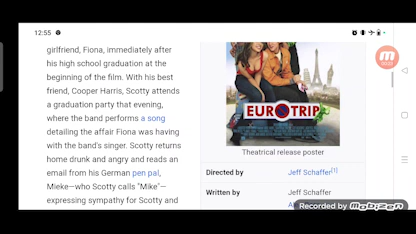 12:55
girlfriend, Fiona, immediately after
his high school graduation at the
beginning of the film. With his best
friend, Cooper Harris, Scotty attends
a graduation party that evening,
where the band performs a song
detailing the affair Fiona was having
with the band's singer. Scotty returns
home drunk and angry and reads an
email from his German pen pal,
Mieke—who Scotty calls "Mike"—
expressing sympathy for Scotty and
EUROTRIP
Theatrical release poster
Directed by Jeff Schaffer[1]
Written by Jeff Schaffer
Recorded by Mobizen